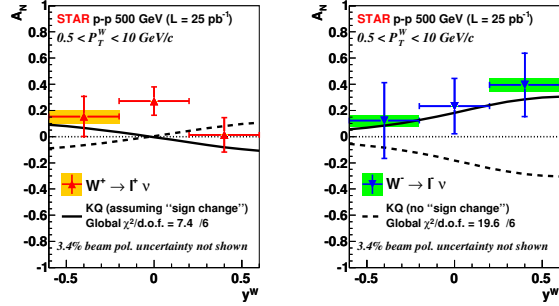 A_N
STAR p-p 500 GeV (L = 25 pb⁻¹)
0.5 < P_T^W < 10 GeV/c
1
0.8
0.6
0.4
0.2
0
-0.2
-0.4
-0.6
-0.8
-1
W⁺ → l⁺ ν
KQ (assuming “sign change”)
Global χ²/d.o.f. = 7.4 /6
3.4% beam pol. uncertainty not shown
-0.5 0 0.5
y^W
A_N
STAR p-p 500 GeV (L = 25 pb⁻¹)
0.5 < P_T^W < 10 GeV/c
1
0.8
0.6
0.4
0.2
0
-0.2
-0.4
-0.6
-0.8
-1
W⁻ → l⁻ ν
KQ (no “sign change”)
Global χ²/d.o.f. = 19.6 /6
3.4% beam pol. uncertainty not shown
-0.5 0 0.5
y^W